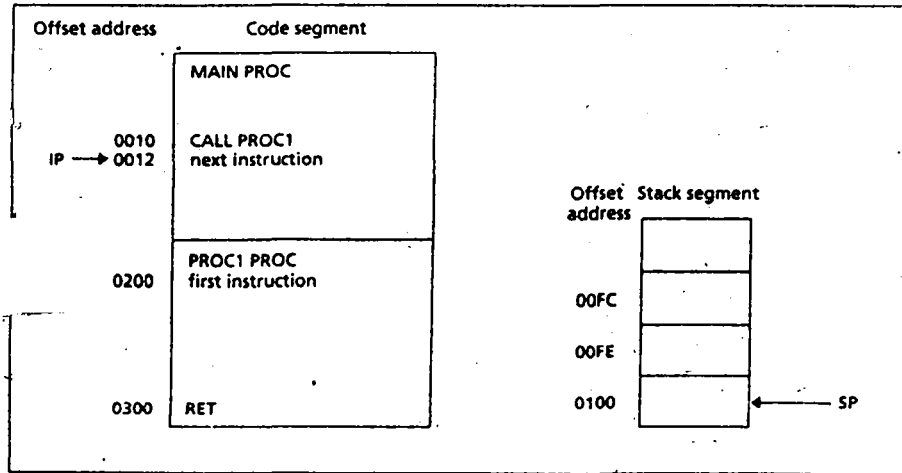 Offset address Code segment
MAIN PROC
0010 CALL PROC1
IP 0012 next instruction
PROC1 PROC
0200 first instruction
0300 RET
Offset address Stack segment
00FC
00FE
0100 SP